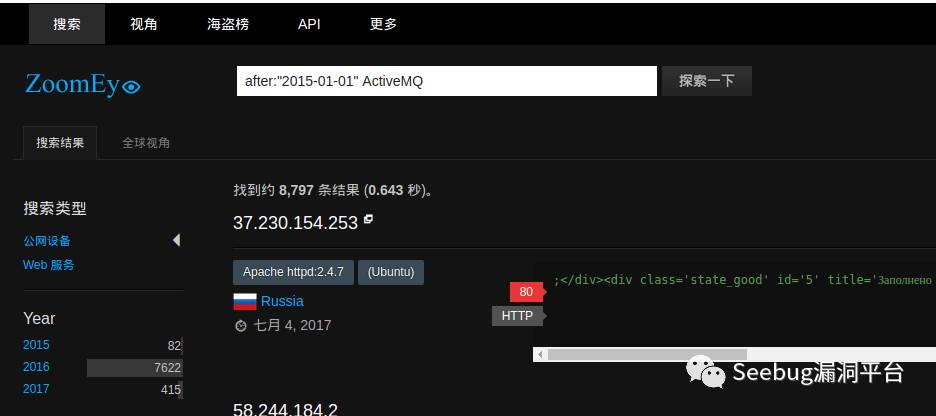 搜索 视角 海盗榜 API 更多
ZoomEye
after:"2015-01-01" ActiveMQ
探索一下
搜索结果 全球视角
找到约 8,797 条结果 (0.643 秒)。
搜索类型
公网设备
Web 服务
Year
2015 82
2016 7622
2017 415
37.230.154.253
Apache httpd:2.4.7 (Ubuntu)
Russia
七月 4, 2017
80
HTTP
;</div><div class='state_good' id='5' title='Заполнено
58.244.184.2
Seebug漏洞平台